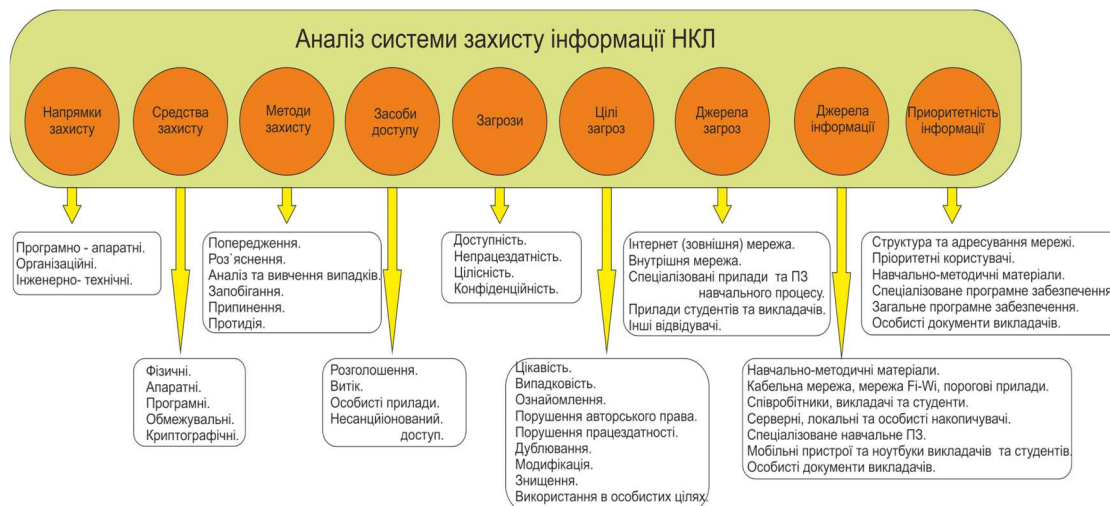 Аналіз системи захисту інформації НКЛ
Напрямки
захисту
Средства
захисту
Методи
захисту
Засоби
доступу
Загрози
Цілі
загроз
Джерела
загроз
Джерела
інформації
Приоритетність
інформації
Програмно - апаратні.
Організаційні.
Інженерно- технічні.
Попередження.
Роз`яснення.
Аналіз та вивчення випадків.
Запобігання.
Припинення.
Протидія.
Доступність.
Непрацездатність.
Цілісність.
Конфіденційність.
Інтернет (зовнішня) мережа.
Внутрішня мережа.
Спеціалізовані прилади та ПЗ
навчального процесу.
Прилади студентів та викладачів.
Інші відвідувачі.
Структура та адресування мережі.
Пріоритетні користувачі.
Навчально-методичні матеріали.
Спеціалізоване програмне забезпечення.
Загальне програмне забезпечення.
Особисті документи викладачів.
Фізичні.
Апаратні.
Програмні.
Обмежувальні.
Криптографічні.
Розголошення.
Витік.
Особисті прилади.
Несанційонований.
доступ.
Цікавість.
Випадковість.
Ознайомлення.
Порушення авторського права.
Порушення працездатності.
Дублювання.
Модифікація.
Знищення.
Використання в особистих цілях.
Навчально-методичні матеріали.
Кабельна мережа, мережа Fi-Wi, порогові прилади.
Співробітники, викладачі та студенти.
Серверні, локальні та особисті накопичувачі.
Спеціалізоване навчальне ПЗ.
Мобільні пристрої та ноутбуки викладачів та студентів.
Особисті документи викладачів.